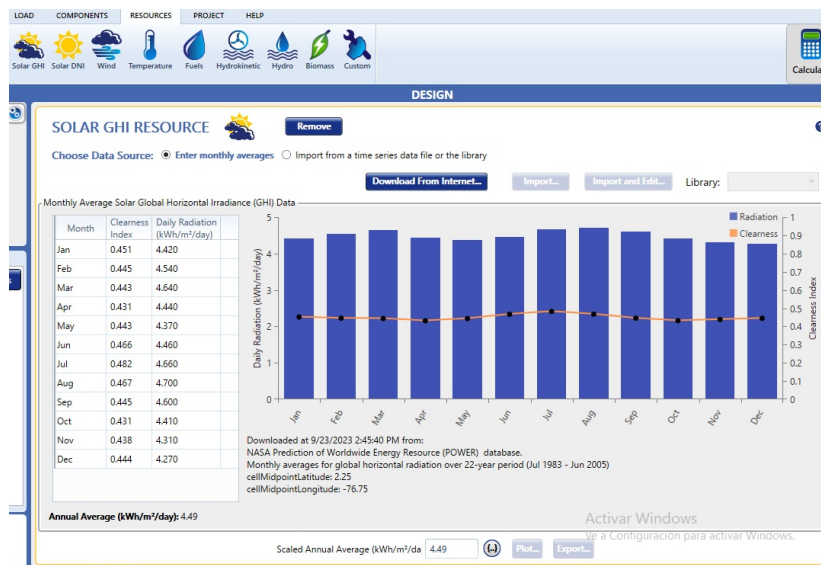 LOAD COMPONENTS RESOURCES PROJECT HELP
Solar GHI Solar DNI Wind Temperature Fuels Hydrokinetic Hydro Biomass Custom
DESIGN
SOLAR GHI RESOURCE Remove
Choose Data Source: Enter monthly averages Import from a time series data file or the library
Download From Internet... Import... Import and Edit... Library:
Monthly Average Solar Global Horizontal Irradiance (GHI) Data
Month Clearness Index Daily Radiation (kWh/m²/day)
Jan 0.451 4.420
Feb 0.445 4.540
Mar 0.443 4.640
Apr 0.431 4.440
May 0.443 4.370
Jun 0.466 4.460
Jul 0.482 4.660
Aug 0.467 4.700
Sep 0.445 4.600
Oct 0.431 4.410
Nov 0.438 4.310
Dec 0.444 4.270
Radiation
Clearness
Daily Radiation (kWh/m²/day)
5
4
3
2
1
0
Clearness Index
1
0.9
0.8
0.7
0.6
0.5
0.4
0.3
0.2
0.1
0
Jan Feb Mar Apr May Jun Jul Aug Sep Oct Nov Dec
Downloaded at 9/23/2023 2:45:40 PM from:
NASA Prediction of Worldwide Energy Resource (POWER) database.
Monthly averages for global horizontal radiation over 22-year period (Jul 1983 - Jun 2005)
cellMidpointLatitude: 2.25
cellMidpointLongitude: -76.75
Annual Average (kWh/m²/day): 4.49
Activar Windows
Ve a Configuración para activar Windows.
Scaled Annual Average (kWh/m²/da 4.49 {..} Plot... Export...